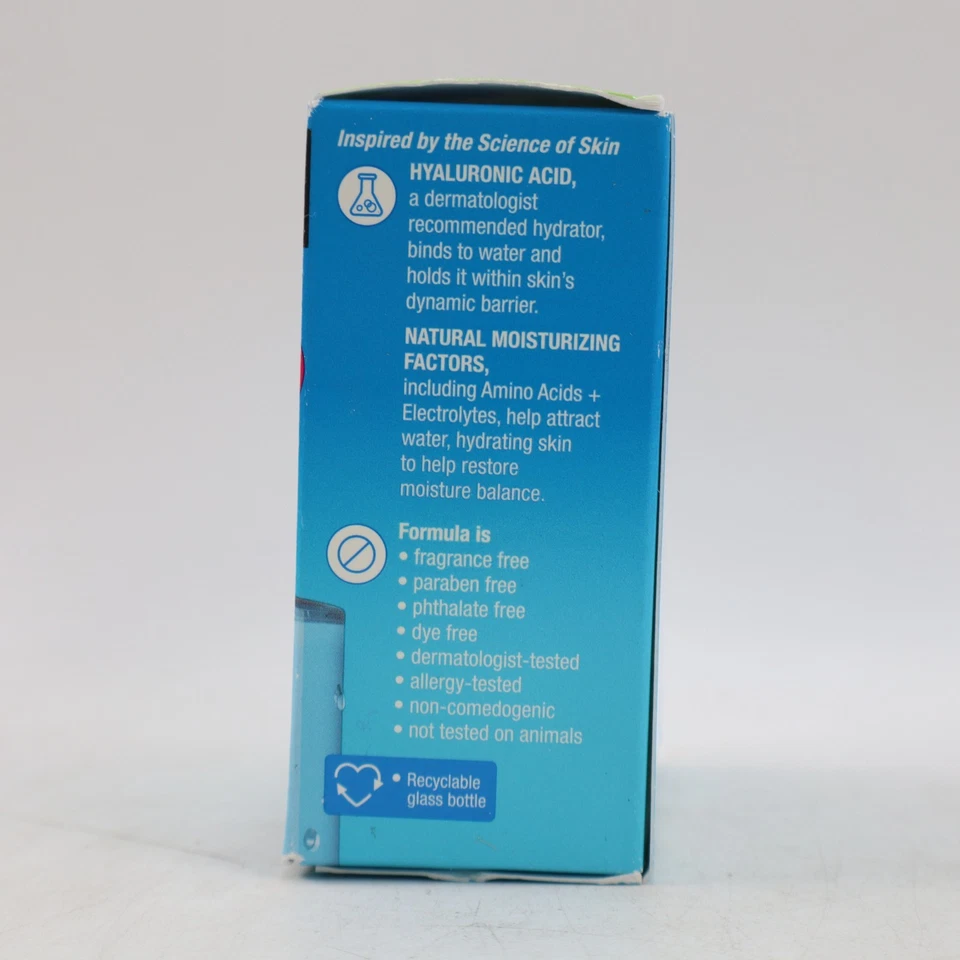 Inspired by the Science of Skin
HYALURONIC ACID,
a dermatologist
recommended hydrator,
binds to water and
holds it within skin's
dynamic barrier.
NATURAL MOISTURIZING
FACTORS,
including Amino Acids +
Electrolytes, help attract
water, hydrating skin
to help restore
moisture balance.
Formula is
• fragrance free
• paraben free
• phthalate free
• dye free
• dermatologist-tested
• allergy-tested
• non-comedogenic
• not tested on animals
• Recyclable
glass bottle